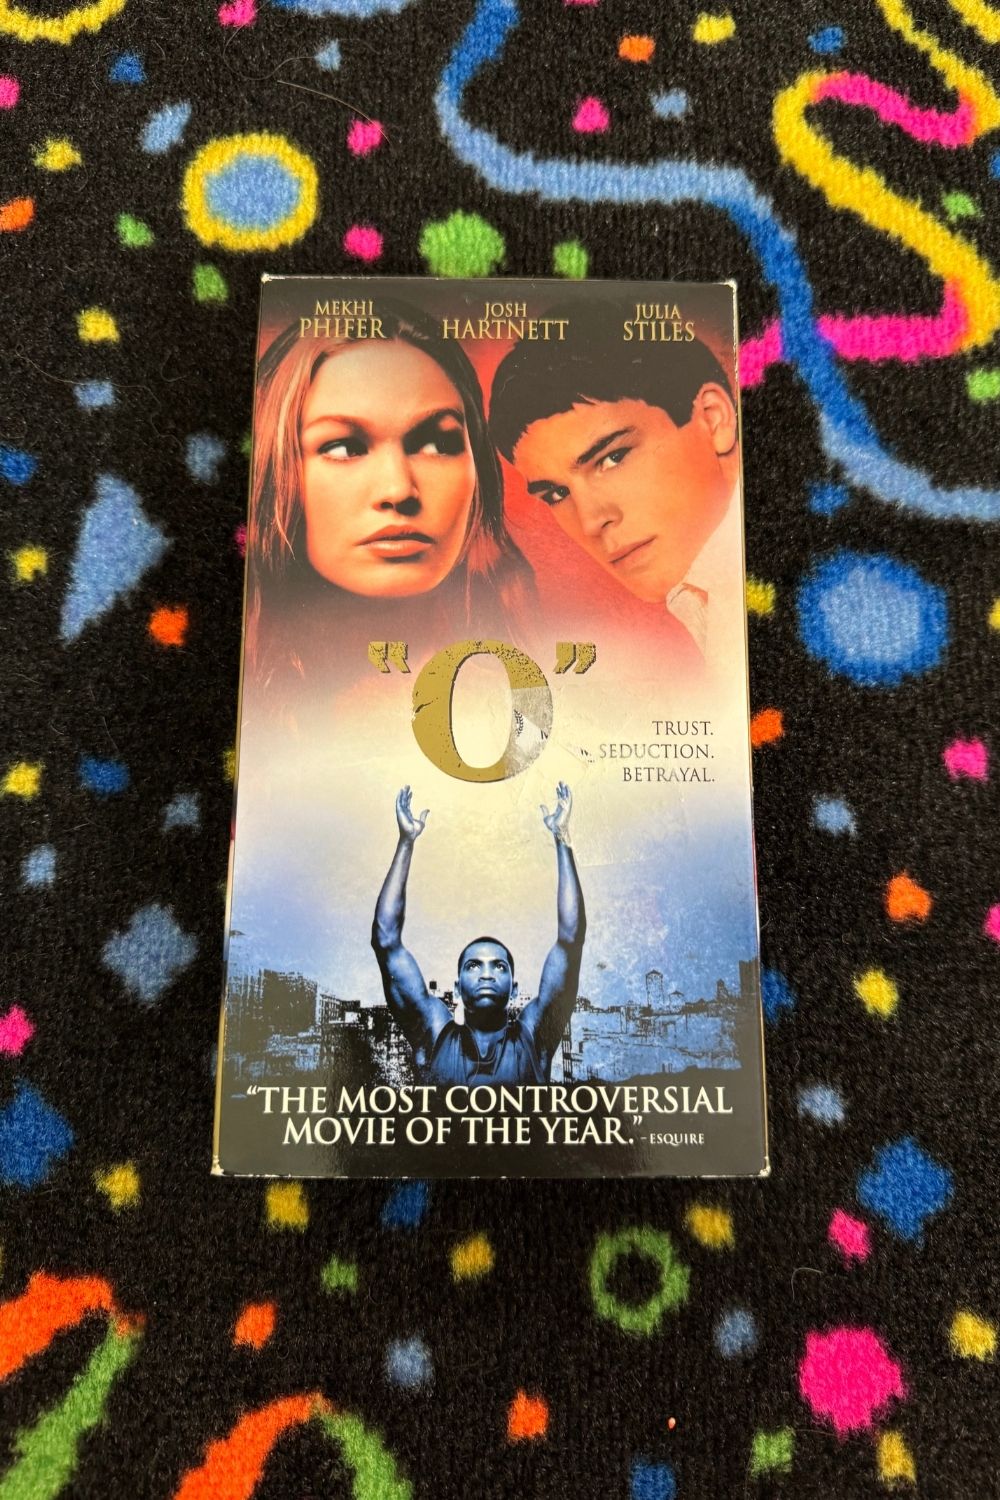 MEKHI
PHIFER
JOSH
HARTNETT
JULIA
STILES
"O"
TRUST.
SEDUCTION.
BETRAYAL.
"THE MOST CONTROVERSIAL
MOVIE OF THE YEAR."
-ESQUIRE